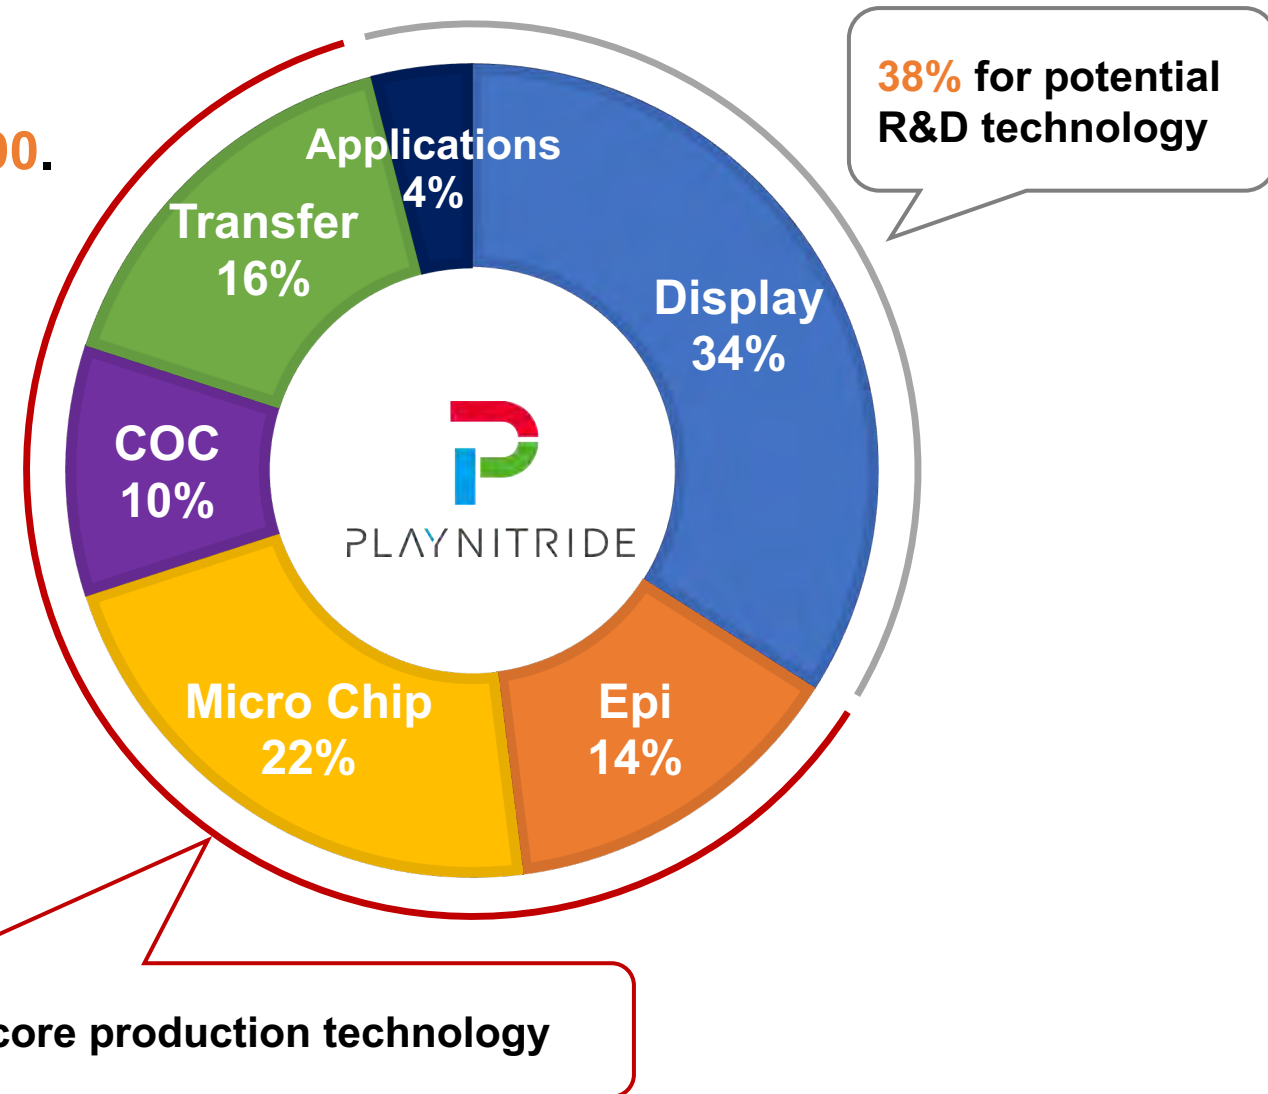 38% for potential
R&D technology
00.
Applications
4%
Transfer
16%
Display
34%
COC
10%
PLAYNITRIDE
Micro Chip
22%
Epi
14%
core production technology